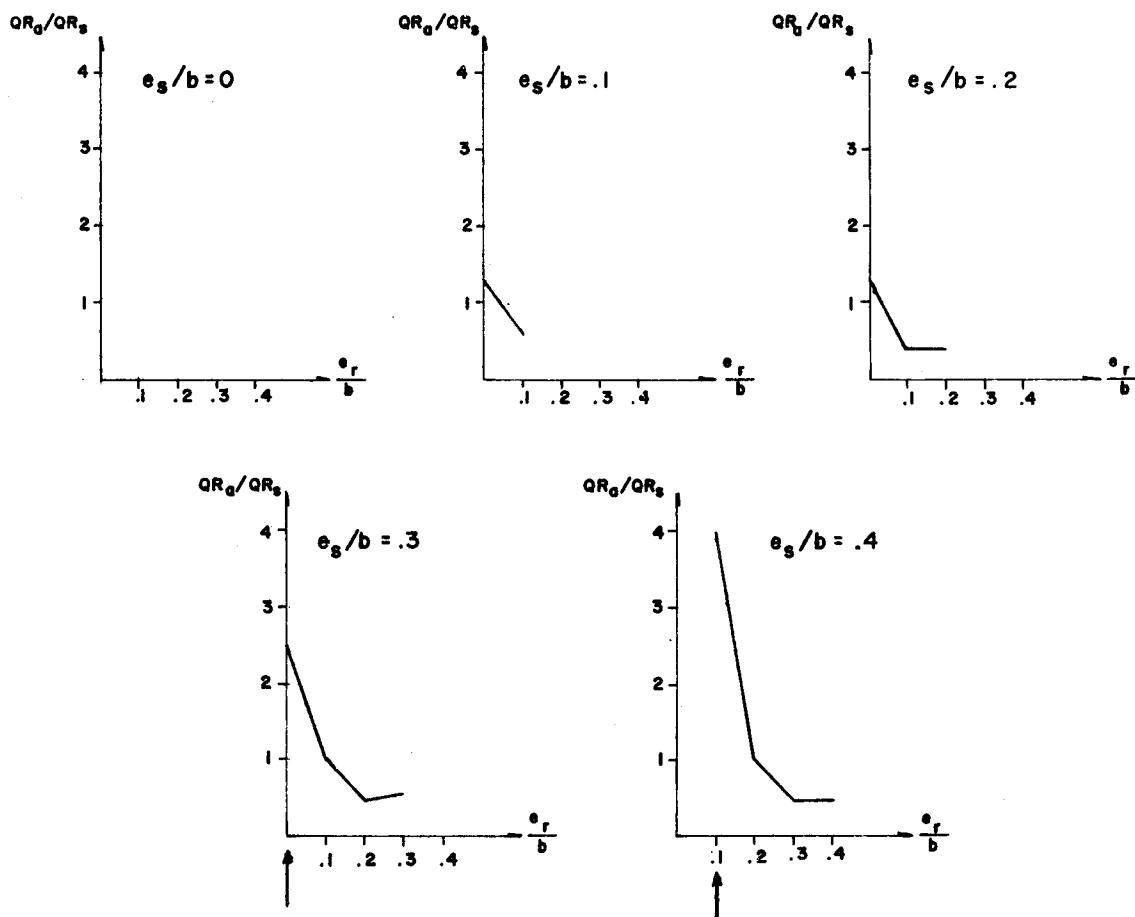 QRa/QRs
es/b=0
4
3
2
1
.1 .2 .3 .4
er
b
QRa/QRs
es/b=.1
4
3
2
1
.1 .2 .3 .4
er
b
QRa/QRs
es/b=.2
4
3
2
1
.1 .2 .3 .4
er
b
QRa/QRs
es/b=.3
4
3
2
1
.1 .2 .3 .4
er
b
QRa/QRs
es/b=.4
4
3
2
1
.1 .2 .3 .4
er
b